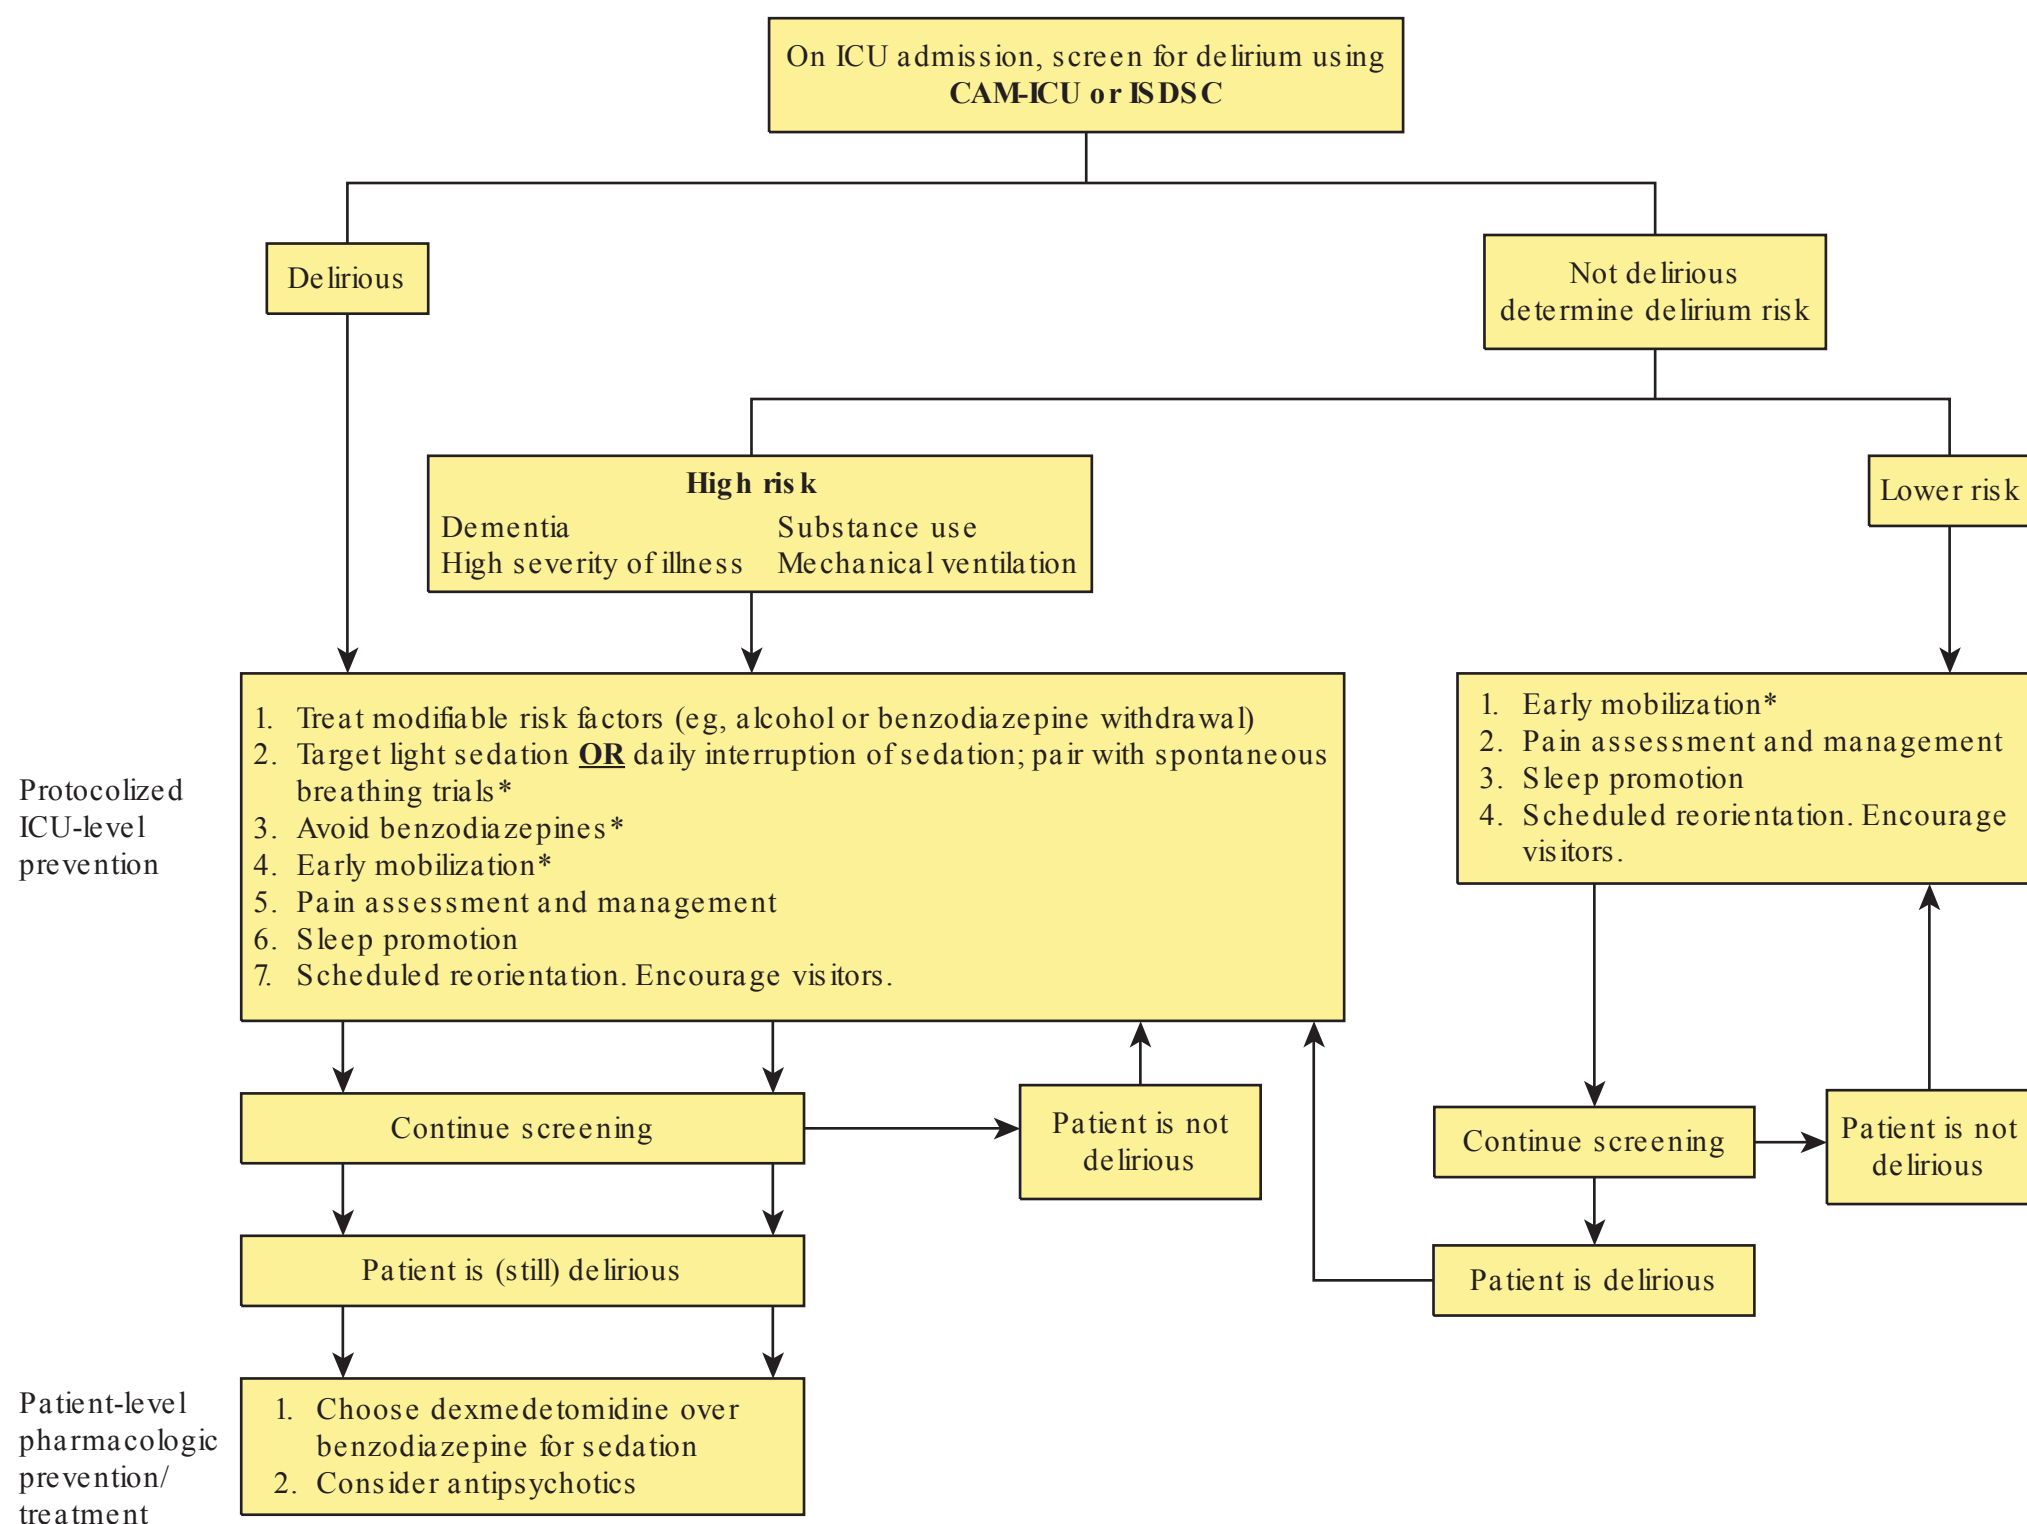 On ICU admission, screen for delirium using
CAM-ICU or ISDSC
Delirious
Not delirious
determine delirium risk
High risk
Dementia
Substance use
High severity of illness
Mechanical ventilation
Lower risk
Protocolized
ICU-level
prevention
1. Treat modifiable risk factors (eg, alcohol or benzodiazepine withdrawal)
2. Target light sedation OR daily interruption of sedation; pair with spontaneous
breathing trials*
3. Avoid benzodiazepines*
4. Early mobilization*
5. Pain assessment and management
6. Sleep promotion
7. Scheduled reorientation. Encourage visitors.
1. Early mobilization*
2. Pain assessment and management
3. Sleep promotion
4. Scheduled reorientation. Encourage
visitors.
Continue screening
Patient is not
delirious
Continue screening
Patient is not
delirious
Patient is (still) delirious
Patient is delirious
Patient-level
pharmacologic
prevention/
treatment
1. Choose dexmedetomidine over
benzodiazepine for sedation
2. Consider antipsychotics